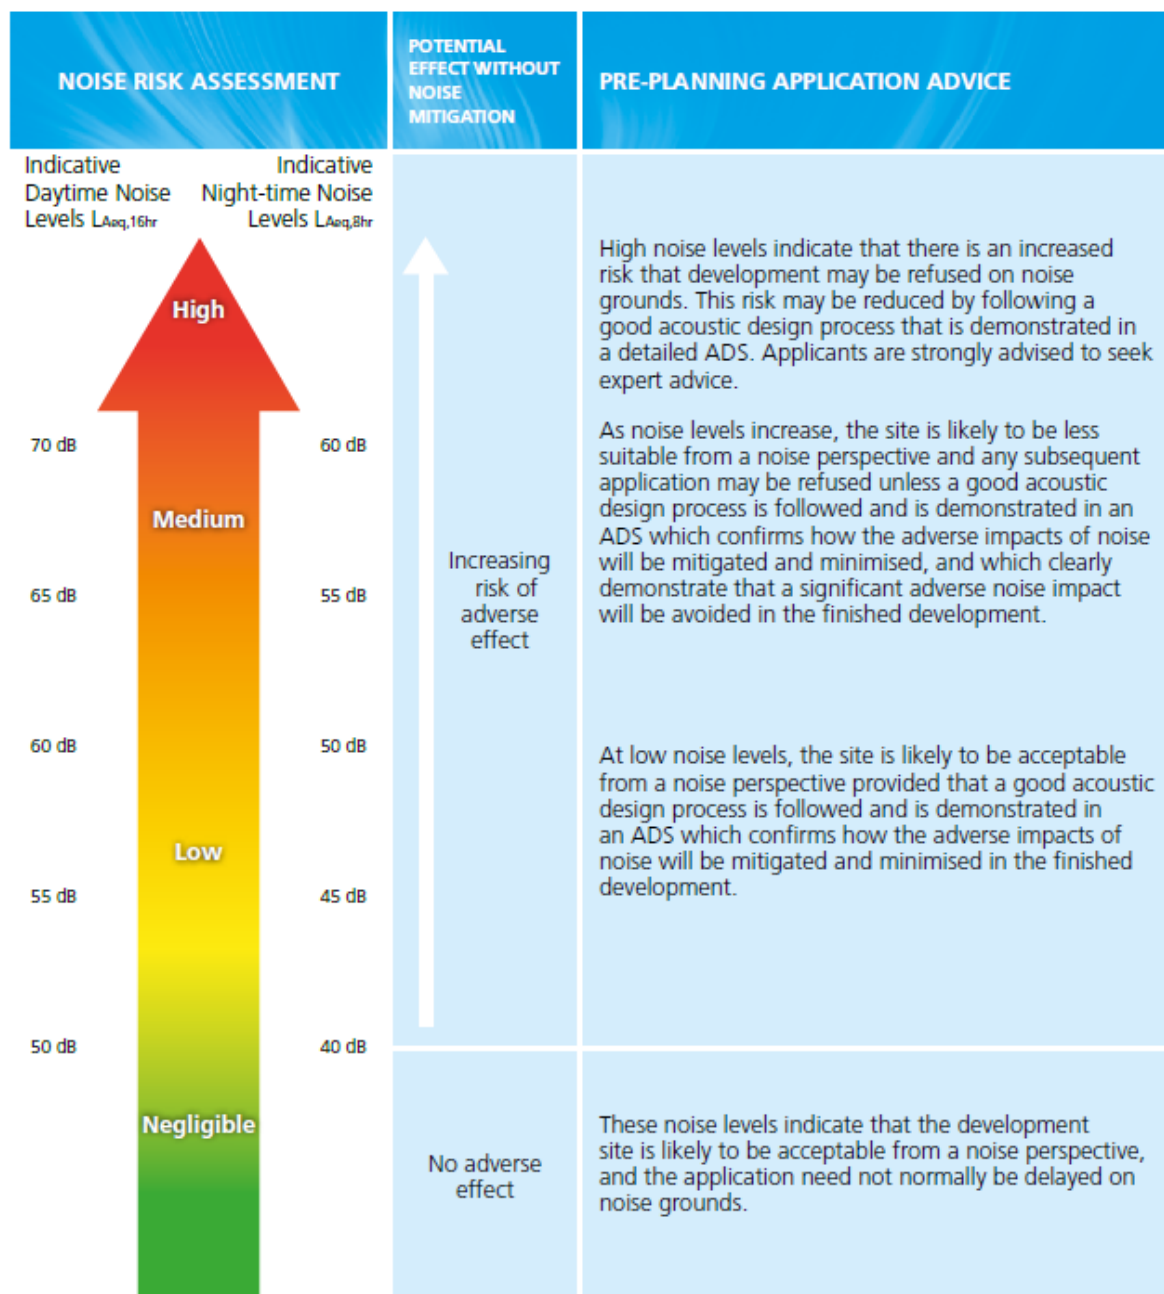 NOISE RISK ASSESSMENT
POTENTIAL
EFFECT WITHOUT
NOISE
MITIGATION
PRE-PLANNING APPLICATION ADVICE
Indicative
Daytime Noise
Levels LAeq,16hr
Indicative
Night-time Noise
Levels LAeq,8hr
High
70 dB
60 dB
Medium
65 dB
55 dB
60 dB
50 dB
Low
55 dB
45 dB
50 dB
40 dB
Negligible
Increasing
risk of
adverse
effect
No adverse
effect
High noise levels indicate that there is an increased
risk that development may be refused on noise
grounds. This risk may be reduced by following a
good acoustic design process that is demonstrated in
a detailed ADS. Applicants are strongly advised to seek
expert advice.
As noise levels increase, the site is likely to be less
suitable from a noise perspective and any subsequent
application may be refused unless a good acoustic
design process is followed and is demonstrated in an
ADS which confirms how the adverse impacts of noise
will be mitigated and minimised, and which clearly
demonstrate that a significant adverse noise impact
will be avoided in the finished development.
At low noise levels, the site is likely to be acceptable
from a noise perspective provided that a good acoustic
design process is followed and is demonstrated in
an ADS which confirms how the adverse impacts of
noise will be mitigated and minimised in the finished
development.
These noise levels indicate that the development
site is likely to be acceptable from a noise perspective,
and the application need not normally be delayed on
noise grounds.